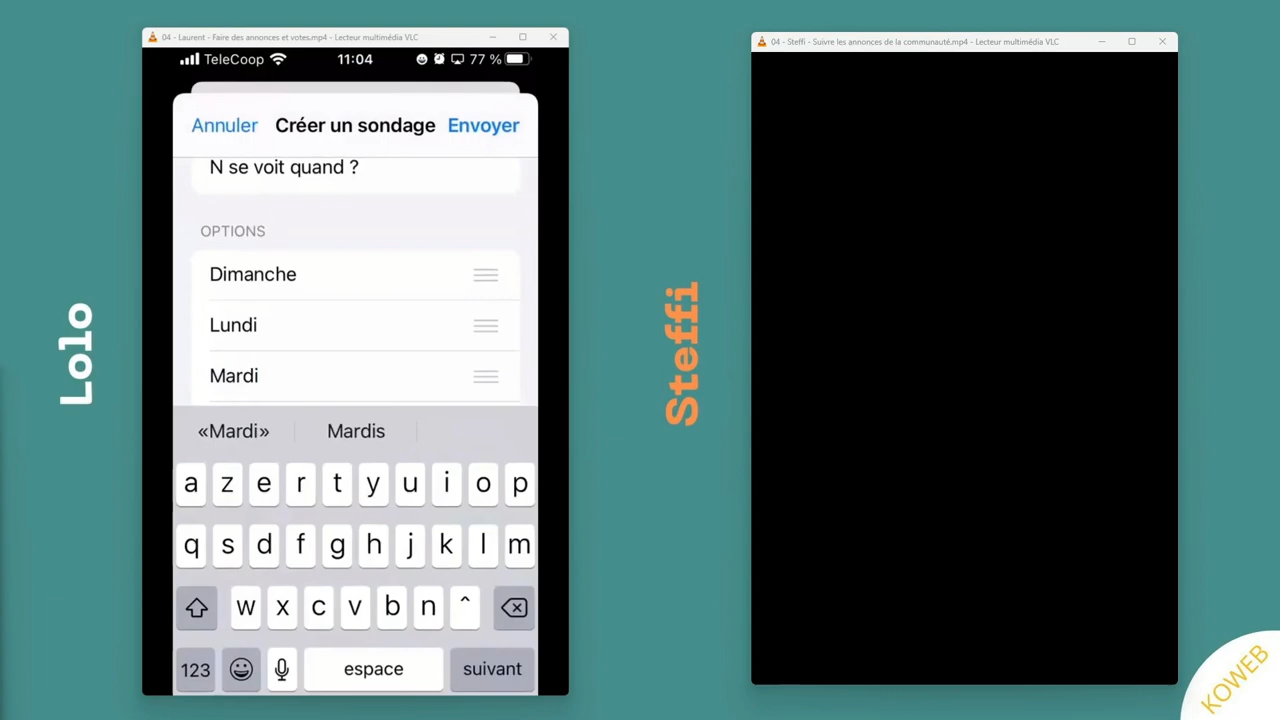 04 - Laurent - Faire des annonces et votes.mp4 - Lecteur multimédia VLC
TeleCoop 11:04 77 %
Annuler Créer un sondage Envoyer
N se voit quand ?
OPTIONS
Dimanche
Lundi
Mardi
«Mardi» Mardis
a z e r t y u i o p
q s d f g h j k l m
w x c v b n ^
123 espace suivant
Lolo
04 - Steffi - Suivre les annonces de la communauté.mp4 - Lecteur multimédia VLC
Steffi
KOWEB